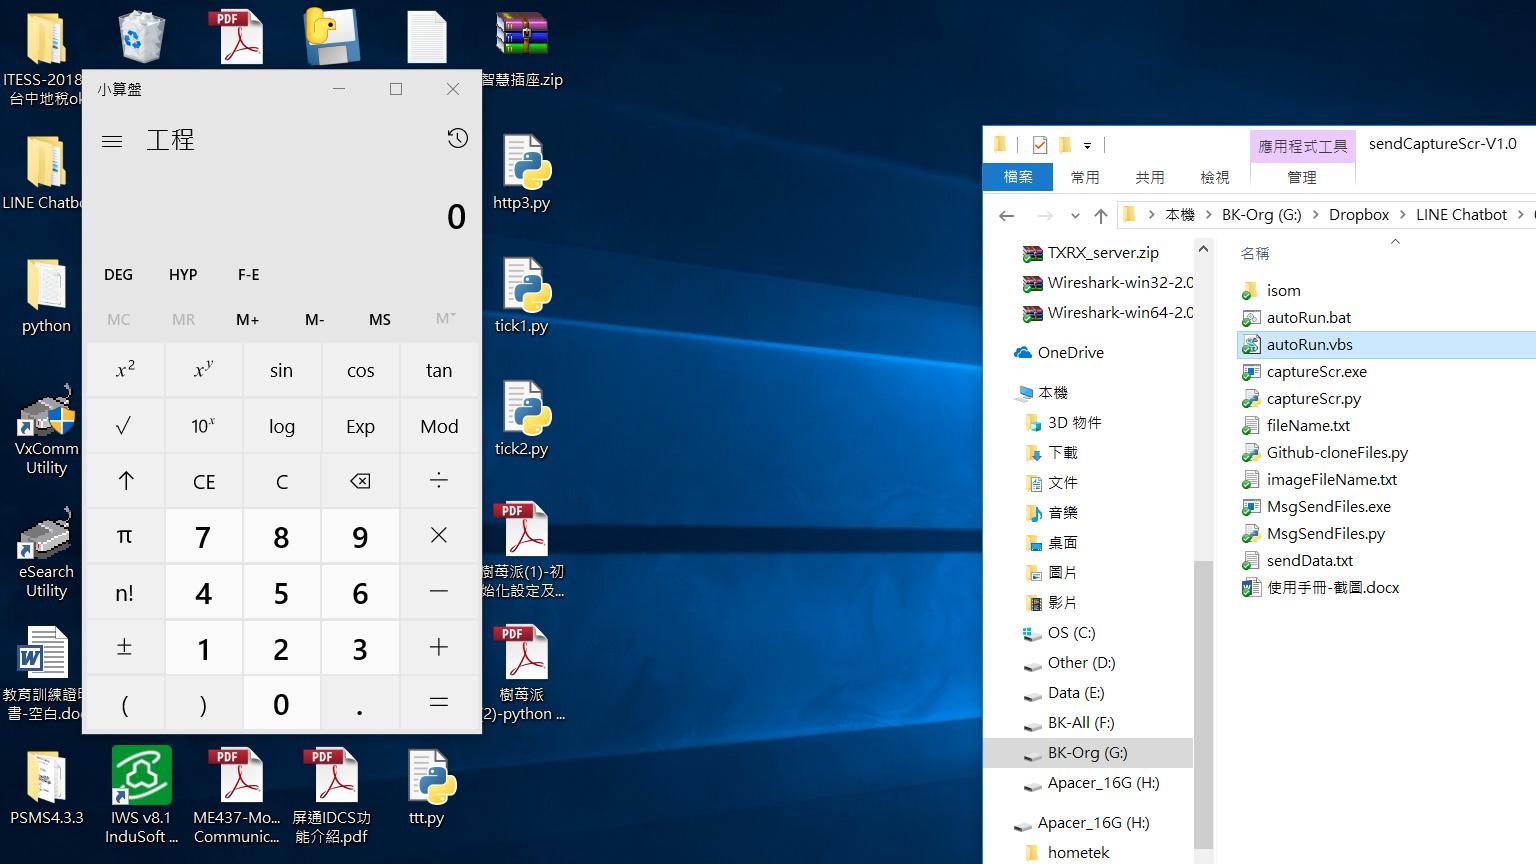 ITESS-2018
台中地稅ok
LINE Chatbo
python
VxComm
Utility
eSearch
Utility
教育訓練證明
書-空白.doc
PSMS4.3.3
IWS v8.1
InduSoft ...
ME437-Mo...
Communic...
屏通IDCS功
能介紹.pdf
ttt.py
PDF
PDF
PDF
智慧插座.zip
http3.py
tick1.py
tick2.py
PDF
樹莓派(1)-初
始化設定及...
PDF
樹莓派
2)-python ...
小算盤
工程
0
DEG HYP F-E
MC MR M+ M- MS M
x² xʸ sin cos tan
√ 10ˣ log Exp Mod
↑ CE C ⌫ ÷
π 7 8 9 ×
n! 4 5 6 −
± 1 2 3 +
( ) 0 . =
應用程式工具 sendCaptureScr-V1.0
檔案 常用 共用 檢視 管理
本機 > BK-Org (G:) > Dropbox > LINE Chatbot >
TXRX_server.zip
Wireshark-win32-2.0
Wireshark-win64-2.0
OneDrive
本機
3D 物件
下載
文件
音樂
桌面
圖片
影片
OS (C:)
Other (D:)
Data (E:)
BK-All (F:)
BK-Org (G:)
Apacer_16G (H:)
Apacer_16G (H:)
hometek
名稱
isom
autoRun.bat
autoRun.vbs
captureScr.exe
captureScr.py
fileName.txt
Github-cloneFiles.py
imageFileName.txt
MsgSendFiles.exe
MsgSendFiles.py
sendData.txt
使用手冊-截圖.docx